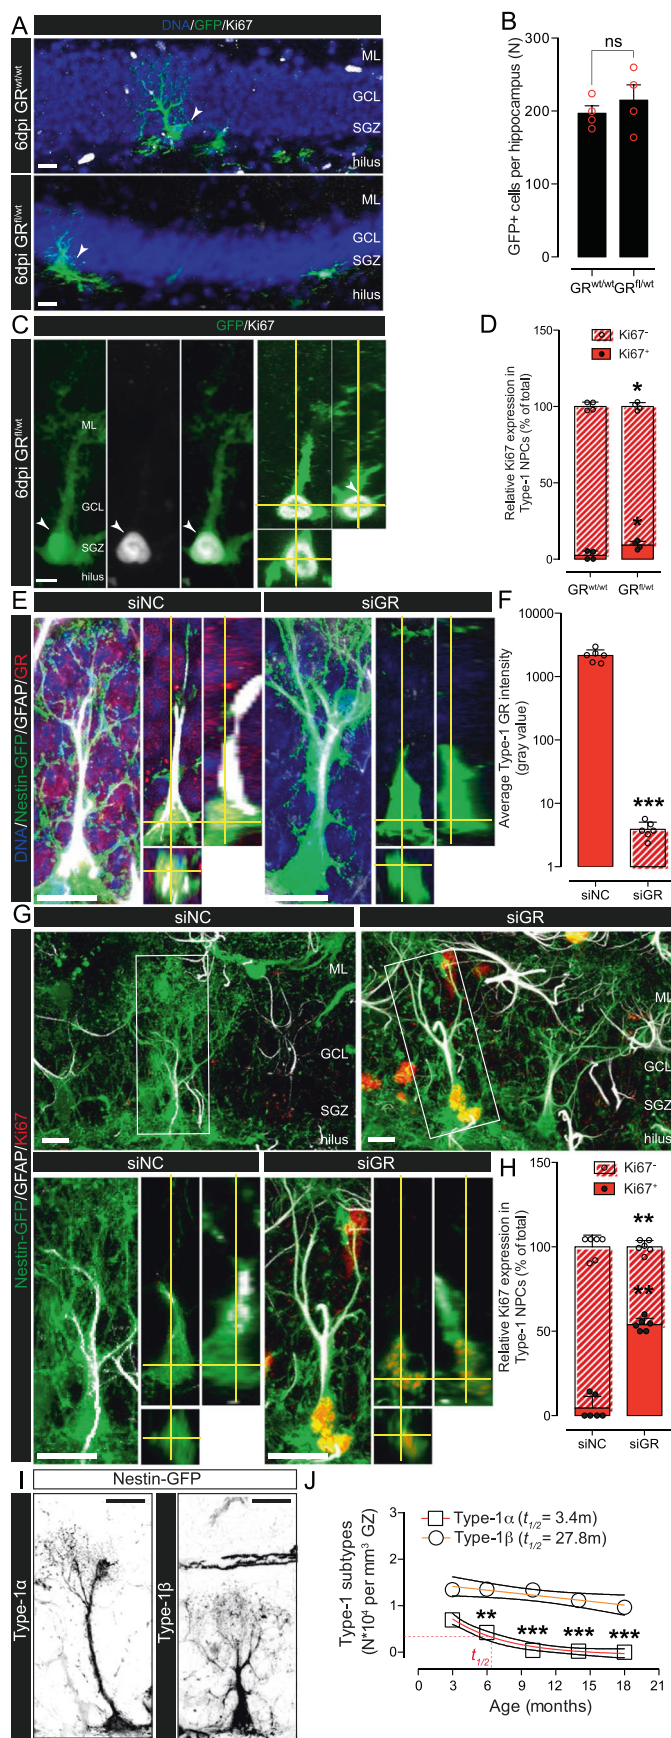 A
DNA/GFP/Ki67
6dpi GRwt/wt
ML
GCL
SGZ
hilus
6dpi GRfl/wt
ML
GCL
SGZ
hilus
B
ns
GFP+ cells per hippocampus (N)
300
200
100
0
GRwt/wt GRfl/wt
C
GFP/Ki67
6dpi GRfl/wt
ML
GCL
SGZ
hilus
D
Ki67-
Ki67+
Relative Ki67 expression in
Type-1 NPCs (% of total)
150
100
50
0
*
*
GRwt/wt GRfl/wt
E
siNC
siGR
DNA/Nestin-GFP/GFAP/GR
F
Average Type-1 GR intensity
(gray value)
10000
1000
100
10
1
***
siNC siGR
G
siNC
siGR
Nestin-GFP/GFAP/Ki67
ML
GCL
SGZ
hilus
ML
GCL
SGZ
hilus
siNC
siGR
H
Ki67-
Ki67+
Relative Ki67 expression in
Type-1 NPCs (% of total)
150
100
50
0
**
**
siNC siGR
I
Nestin-GFP
Type-1α
Type-1β
J
Type-1α (t1/2= 3.4m)
Type-1β (t1/2= 27.8m)
Type-1 subtypes
(N*10⁴ per mm³ GZ)
3
2
1
0
** *** *** ***
t1/2
0 3 6 9 12 15 18 21
Age (months)